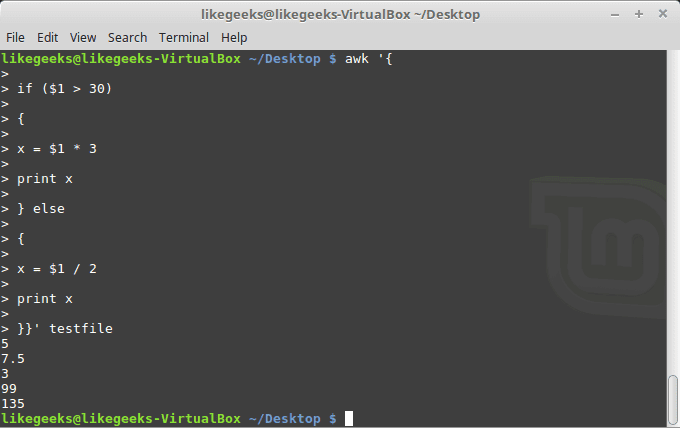 likegeeks@likegeeks-VirtualBox ~/Desktop
File Edit View Search Terminal Help
likegeeks@likegeeks-VirtualBox ~/Desktop $ awk '{
>
> if ($1 > 30)
>
> {
>
> x = $1 * 3
>
> print x
>
> } else
>
> {
>
> x = $1 / 2
>
> print x
>
> }}' testfile
5
7.5
3
99
135
likegeeks@likegeeks-VirtualBox ~/Desktop $